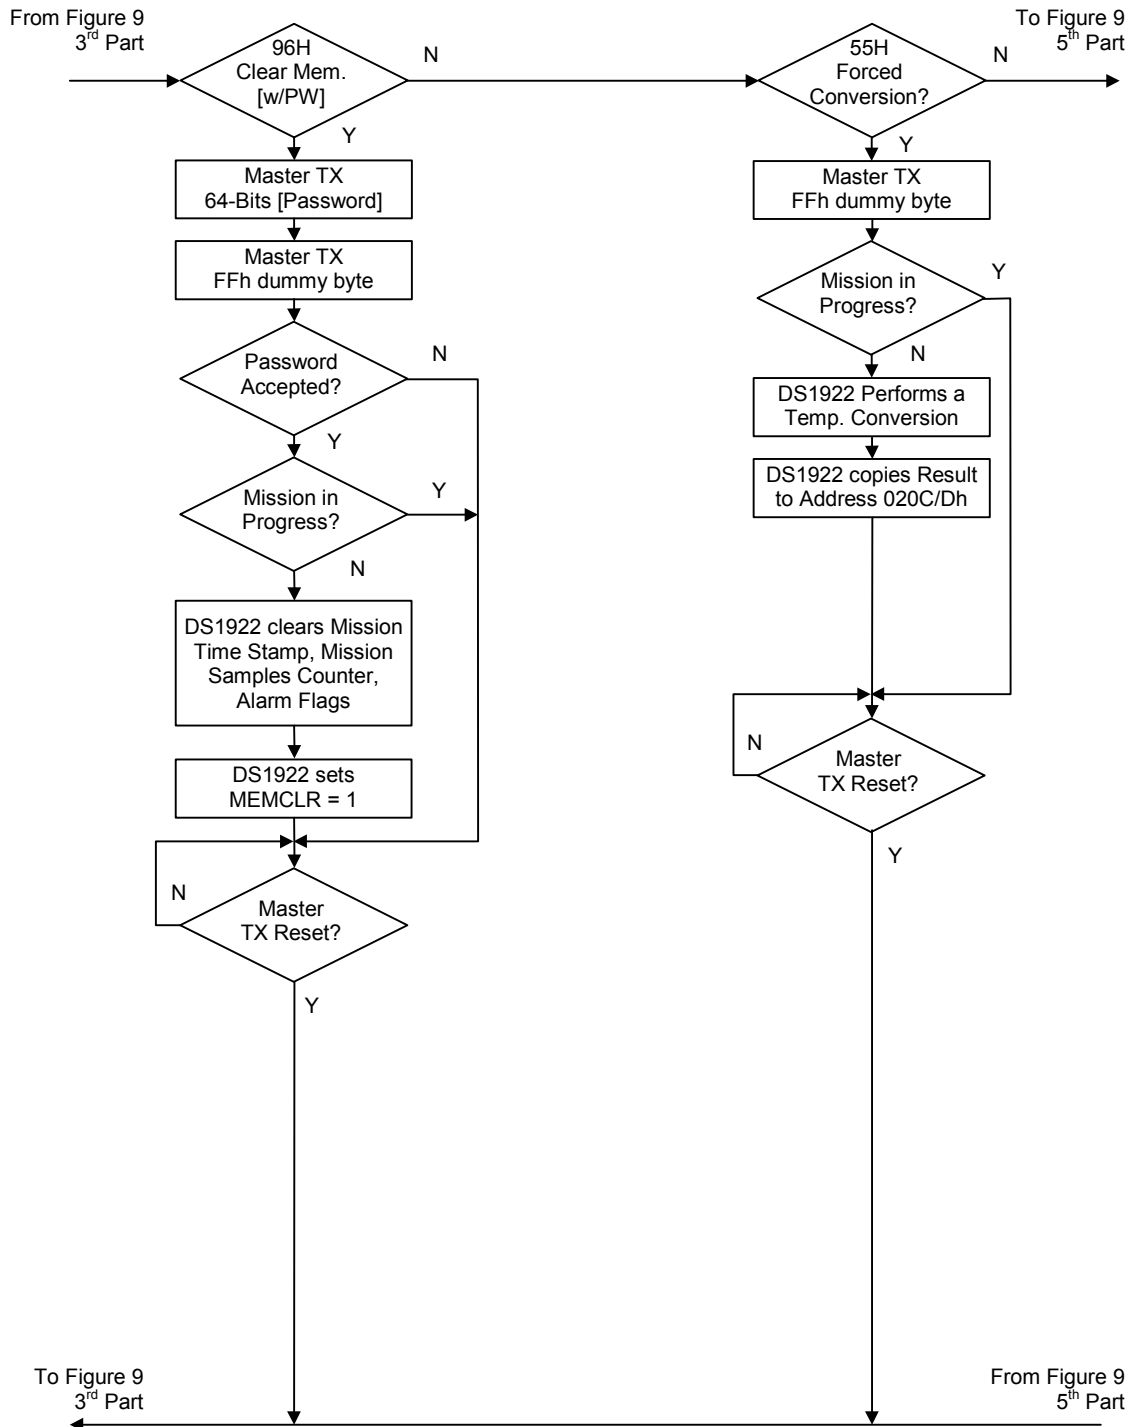 From Figure 9
3rd Part
To Figure 9
5th Part
96H
Clear Mem.
[w/PW]
N
Y
55H
Forced
Conversion?
N
Y
Master TX
64-Bits [Password]
Master TX
FFh dummy byte
Password
Accepted?
N
Y
Mission in
Progress?
Y
N
DS1922 clears Mission
Time Stamp, Mission
Samples Counter,
Alarm Flags
DS1922 sets
MEMCLR = 1
N
Master
TX Reset?
Y
Master TX
FFh dummy byte
Mission in
Progress?
Y
N
DS1922 Performs a
Temp. Conversion
DS1922 copies Result
to Address 020C/Dh
N
Master
TX Reset?
Y
To Figure 9
3rd Part
From Figure 9
5th Part